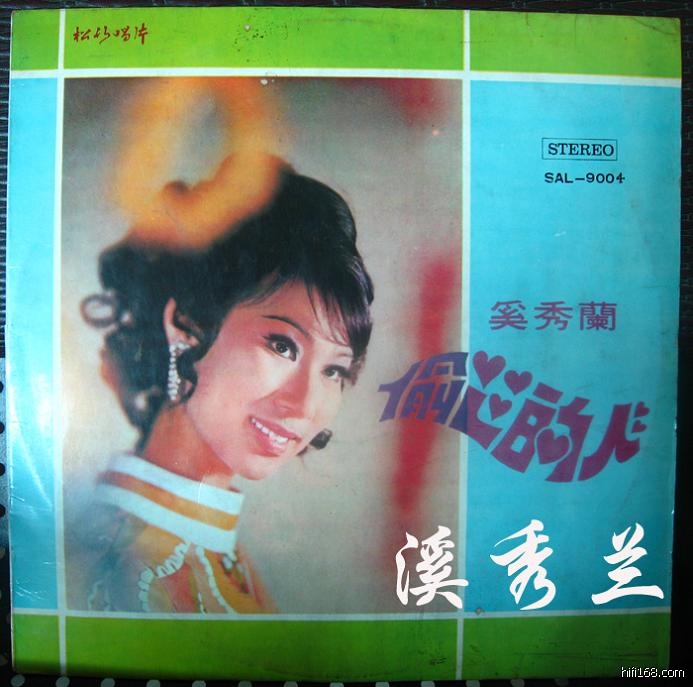 松竹唱片
STEREO
SAL-9004
奚秀蘭
偷心的人
溪秀兰
hifi168.com